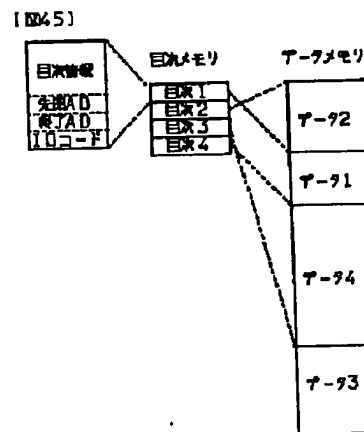 【図45】
目次情報
先頭AD
終了AD
IDコード
目次メモリ
目次1
目次2
目次3
目次4
データメモリ
データ2
データ1
データ4
データ3